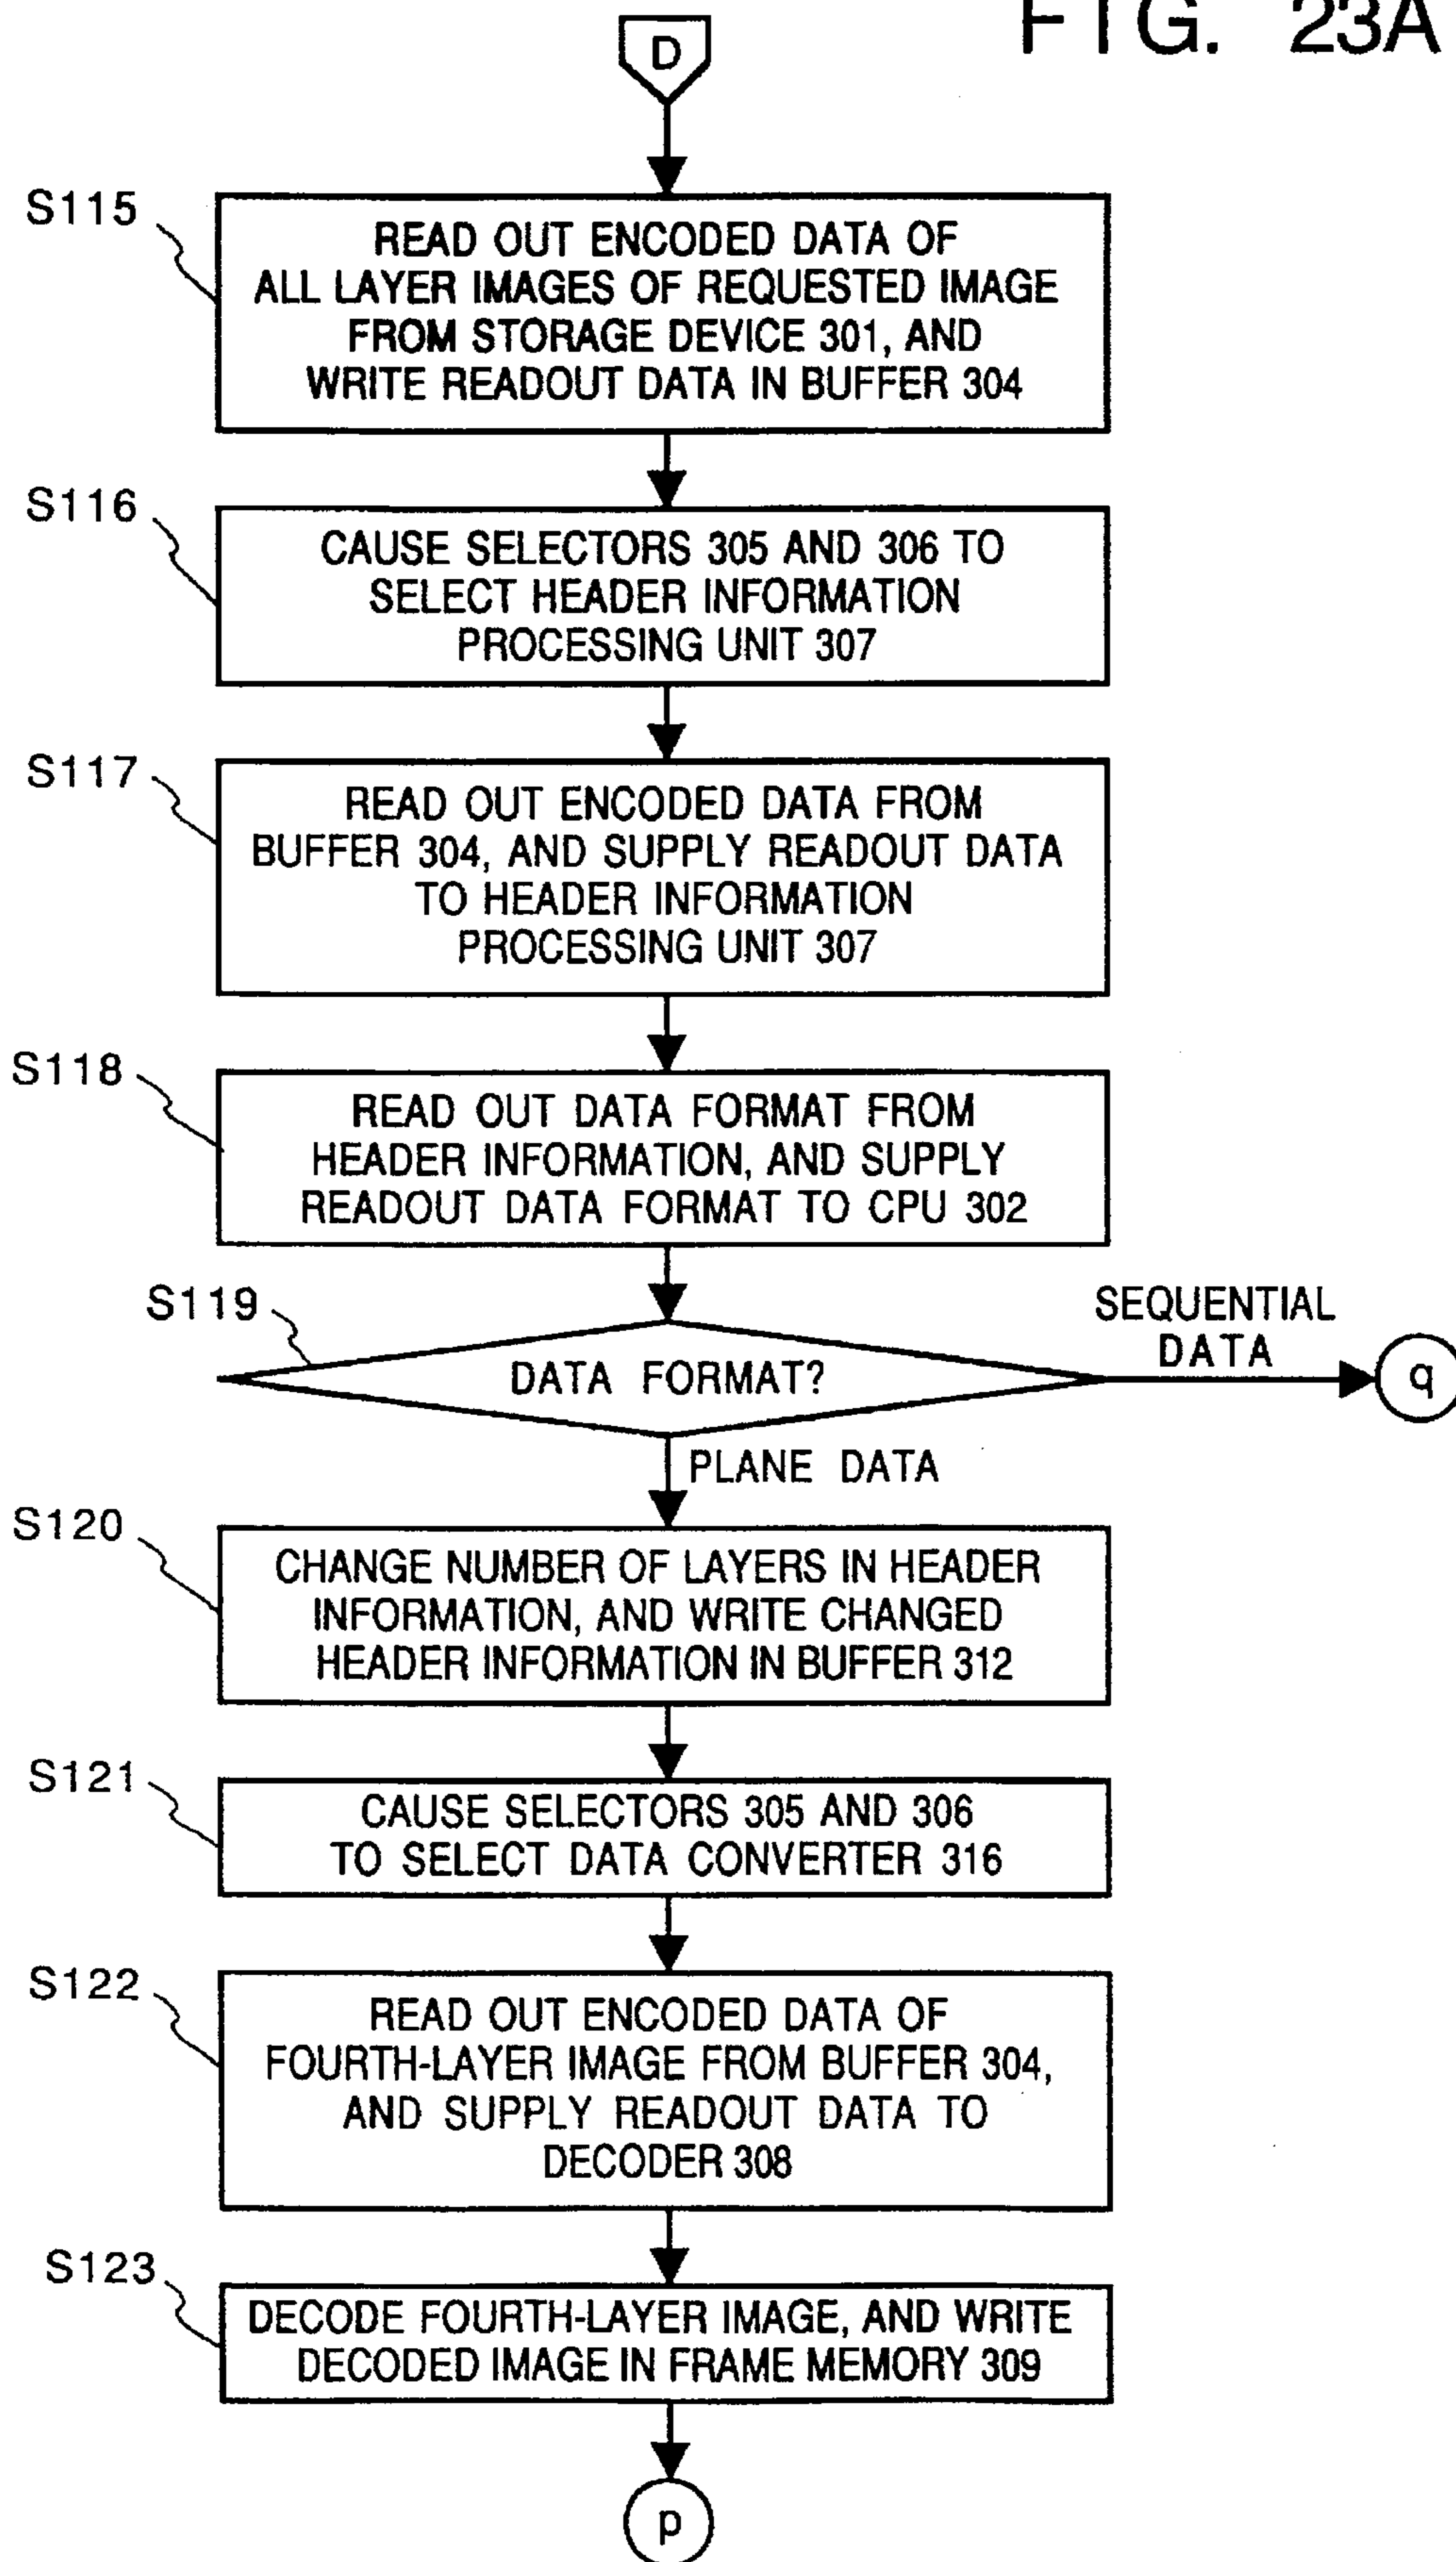 FIG. 23A
D
S115
READ OUT ENCODED DATA OF
ALL LAYER IMAGES OF REQUESTED IMAGE
FROM STORAGE DEVICE 301, AND
WRITE READOUT DATA IN BUFFER 304
S116
CAUSE SELECTORS 305 AND 306 TO
SELECT HEADER INFORMATION
PROCESSING UNIT 307
S117
READ OUT ENCODED DATA FROM
BUFFER 304, AND SUPPLY READOUT DATA
TO HEADER INFORMATION
PROCESSING UNIT 307
S118
READ OUT DATA FORMAT FROM
HEADER INFORMATION, AND SUPPLY
READOUT DATA FORMAT TO CPU 302
S119
DATA FORMAT?
SEQUENTIAL
DATA
q
PLANE DATA
S120
CHANGE NUMBER OF LAYERS IN HEADER
INFORMATION, AND WRITE CHANGED
HEADER INFORMATION IN BUFFER 312
S121
CAUSE SELECTORS 305 AND 306
TO SELECT DATA CONVERTER 316
S122
READ OUT ENCODED DATA OF
FOURTH-LAYER IMAGE FROM BUFFER 304,
AND SUPPLY READOUT DATA TO
DECODER 308
S123
DECODE FOURTH-LAYER IMAGE, AND WRITE
DECODED IMAGE IN FRAME MEMORY 309
p